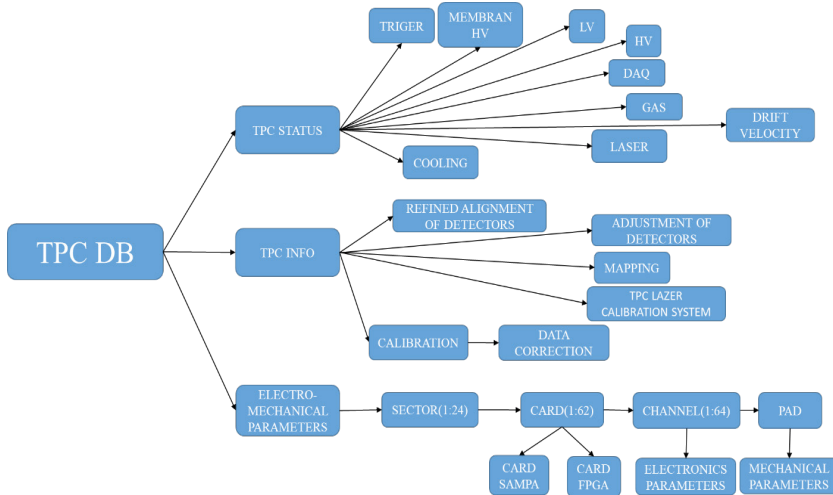 TRIGER
MEMBRAN
HV
LV
HV
DAQ
GAS
DRIFT
VELOCITY
TPC STATUS
LASER
COOLING
REFINED ALIGNMENT
OF DETECTORS
ADJUSTMENT OF
DETECTORS
TPC DB
TPC INFO
MAPPING
TPC LAZER
CALIBRATION SYSTEM
CALIBRATION
DATA
CORRECTION
ELECTRO-
MECHANICAL
PARAMETERS
SECTOR(1:24)
CARD(1:62)
CHANNEL(1:64)
PAD
CARD
SAMPA
CARD
FPGA
ELECTRONICS
PARAMETERS
MECHANICAL
PARAMETERS